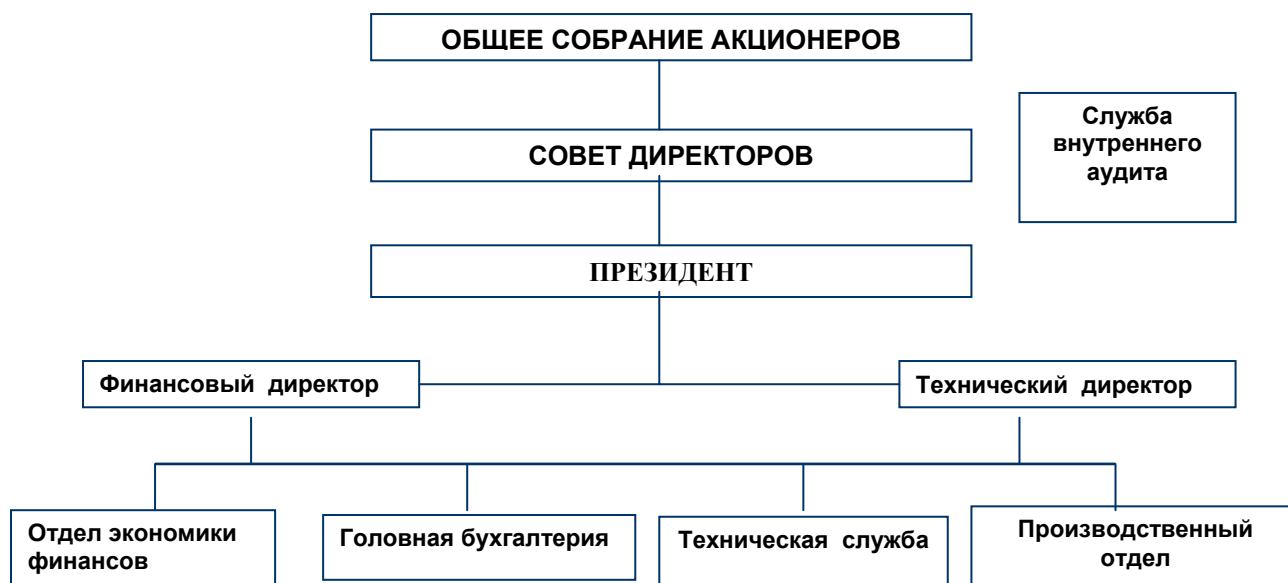 ОБЩЕЕ СОБРАНИЕ АКЦИОНЕРОВ
Служба
внутреннего
аудита
СОВЕТ ДИРЕКТОРОВ
ПРЕЗИДЕНТ
Финансовый директор
Технический директор
Отдел экономики
финансов
Головная бухгалтерия
Техническая служба
Производственный
отдел